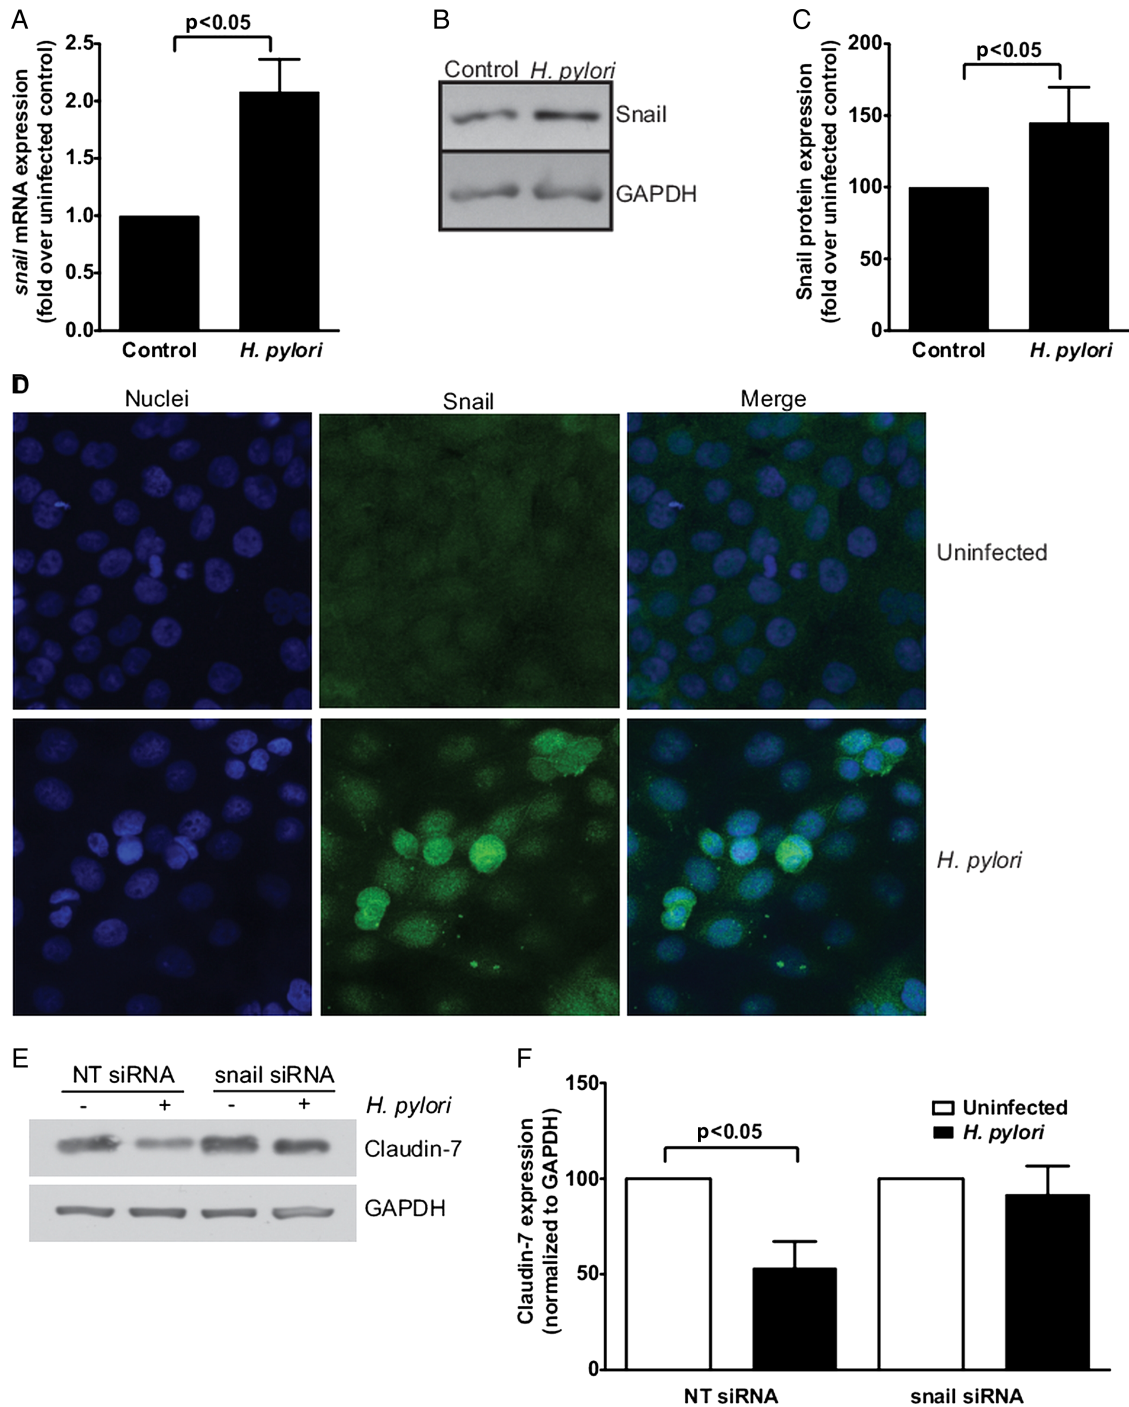 A
p<0.05
snail mRNA expression
(fold over uninfected control)
2.5
2.0
1.5
1.0
0.5
0.0
Control
H. pylori
B
Control H. pylori
Snail
GAPDH
C
p<0.05
Snail protein expression
(fold over uninfected control)
200
150
100
50
0
Control
H. pylori
D
Nuclei
Snail
Merge
Uninfected
H. pylori
E
NT siRNA
snail siRNA
- + - + H. pylori
Claudin-7
GAPDH
F
Claudin-7 expression
(normalized to GAPDH)
150
100
50
0
p<0.05
Uninfected
H. pylori
NT siRNA
snail siRNA